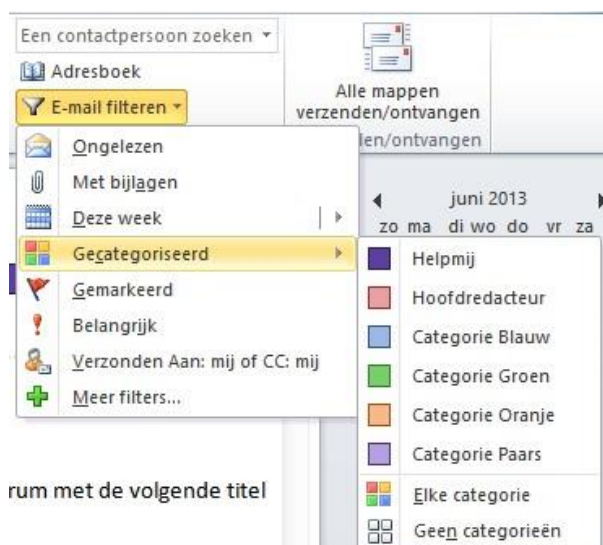 Een contactpersoon zoeken
Adresboek
E-mail filteren
Alle mappen
verzenden/ontvangen
len/ontvangen
Ongelezen
Met bijlagen
Deze week
Gecategoriseerd
Gemarkeerd
Belangrijk
Verzonden Aan: mij of CC: mij
Meer filters...
juni 2013
zo ma di wo do vr za
Helpmij
Hoofdredacteur
Categorie Blauw
Categorie Groen
Categorie Oranje
Categorie Paars
Elke categorie
Geen categorieën
rum met de volgende titel